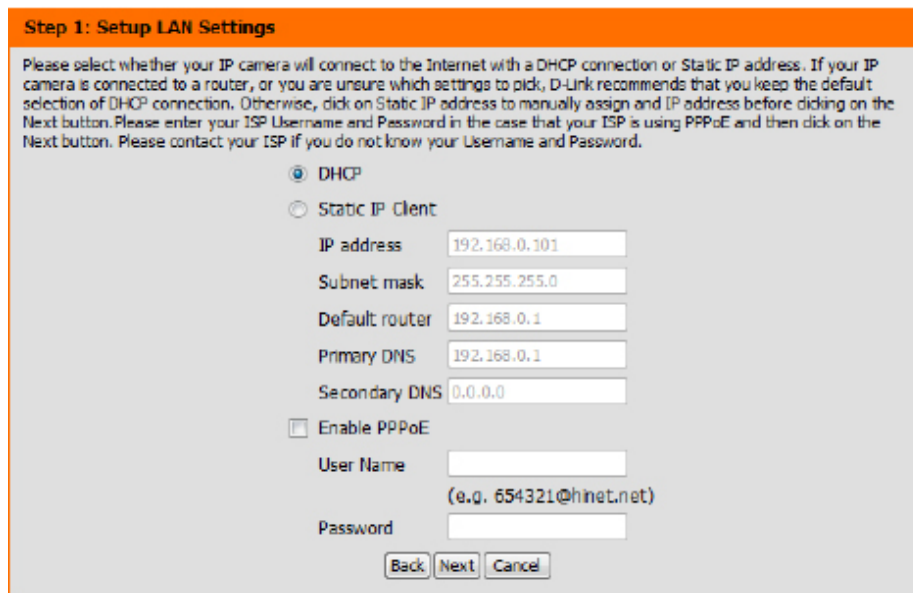 Step 1: Setup LAN Settings
Please select whether your IP camera will connect to the Internet with a DHCP connection or Static IP address. If your IP
camera is connected to a router, or you are unsure which settings to pick, D-Link recommends that you keep the default
selection of DHCP connection. Otherwise, click on Static IP address to manually assign and IP address before clicking on the
Next button.Please enter your ISP Username and Password in the case that your ISP is using PPPoE and then click on the
Next button. Please contact your ISP if you do not know your Username and Password.
DHCP
Static IP Client
IP address 192.168.0.101
Subnet mask 255.255.255.0
Default router 192.168.0.1
Primary DNS 192.168.0.1
Secondary DNS 0.0.0.0
Enable PPPoE
User Name
(e.g. 654321@hinet.net)
Password
Back Next Cancel